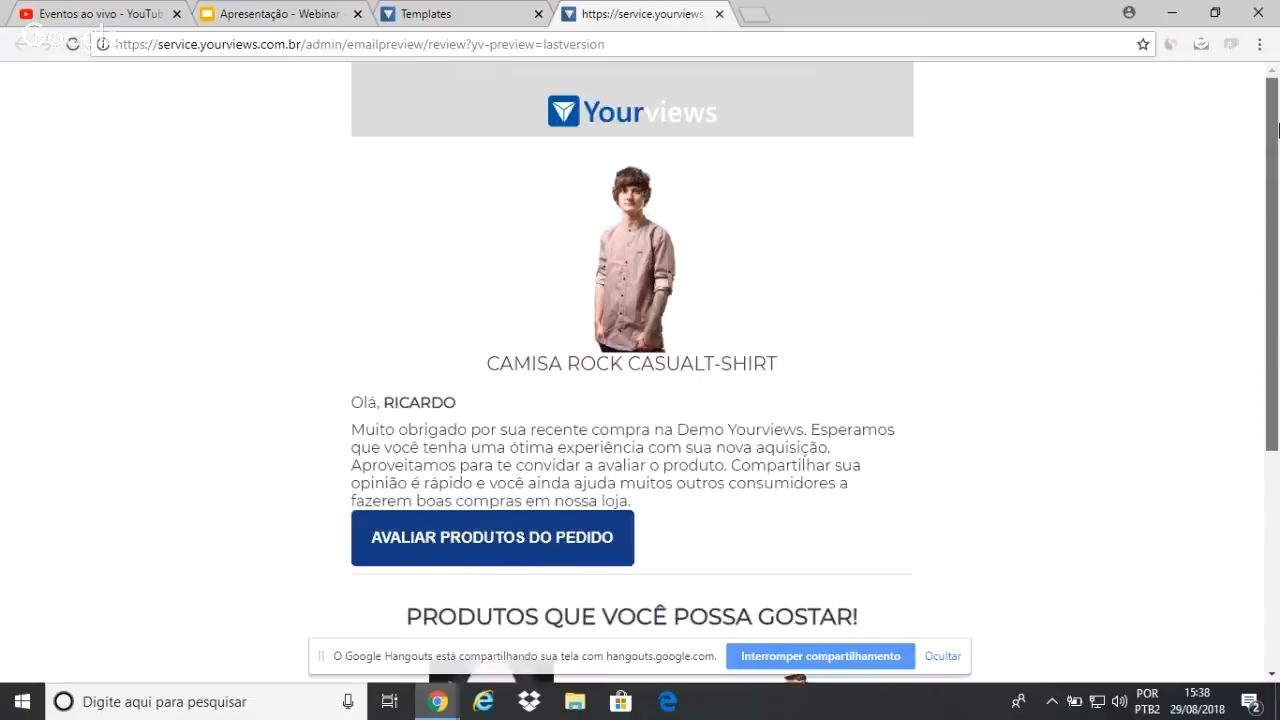 Eventos ao vivo - YouTub
Apresentação - Webinar
Templates
https://service.yourviews.
Google
https://service.yourviews.com.br/admin/emailpreview/review?yv-preview=lastversion
Yourviews
CAMISA ROCK CASUALT-SHIRT
Olá, RICARDO
Muito obrigado por sua recente compra na Demo Yourviews. Esperamos
que você tenha uma ótima experiência com sua nova aquisição.
Aproveitamos para te convidar a avaliar o produto. Compartilhar sua
opinião é rápido e você ainda ajuda muitos outros consumidores a
fazerem boas compras em nossa loja.
AVALIAR PRODUTOS DO PEDIDO
PRODUTOS QUE VOCÊ POSSA GOSTAR!
O Google Hangouts está compartilhando sua tela com hangouts.google.com.
Interromper compartilhamento
Ocultar
Digite aqui para pesquisar
POR
PTB2
15:38
29/08/2018
2